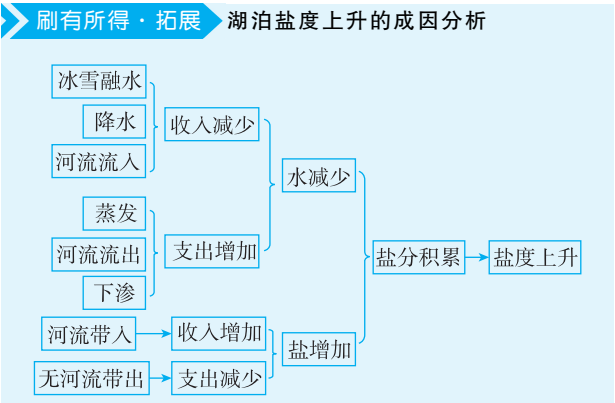 刷有所得·拓展 湖泊盐度上升的成因分析
冰雪融水
降水
河流流入
收入减少
水减少
蒸发
河流流出
下渗
支出增加
盐分积累
盐度上升
河流带入
收入增加
无河流带出
支出减少
盐增加